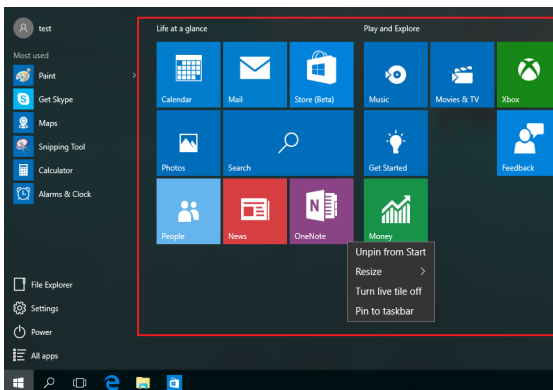 test
Most used
Paint
Get Skype
Maps
Snipping Tool
Calculator
Alarms & Clock
File Explorer
Settings
Power
All apps
Life at a glance
Calendar
Mail
Store (Beta)
Photos
Search
People
News
OneNote
Play and Explore
Music
Movies & TV
Xbox
Get Started
Feedback
Money
Unpin from Start
Resize
Turn live tile off
Pin to taskbar